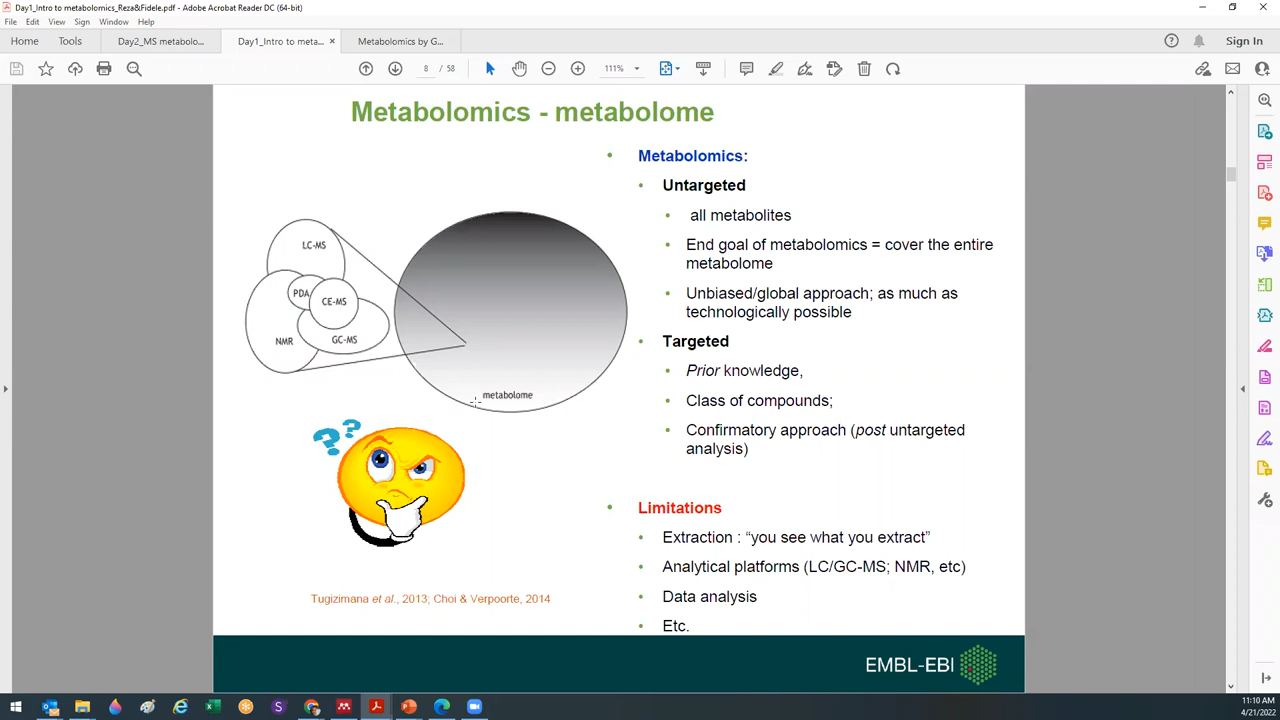 Day1_Intro to metabolomics_Reza&Fidele.pdf - Adobe Acrobat Reader DC (64-bit)
File Edit View Sign Window Help
Home Tools Day2_MS metabolo... Day1_Intro to meta... × Metabolomics by G... Sign In
8 / 58 111%
Metabolomics - metabolome
• Metabolomics:
• Untargeted
• all metabolites
• End goal of metabolomics = cover the entire
metabolome
• Unbiased/global approach; as much as
technologically possible
• Targeted
• Prior knowledge,
• Class of compounds;
• Confirmatory approach (post untargeted
analysis)
• Limitations
• Extraction : “you see what you extract”
• Analytical platforms (LC/GC-MS; NMR, etc)
• Data analysis
• Etc.
LC-MS
PDA
CE-MS
NMR
GC-MS
metabolome
??
Tugizimana et al., 2013; Choi & Verpoorte, 2014
EMBL-EBI
11:10 AM
4/21/2022